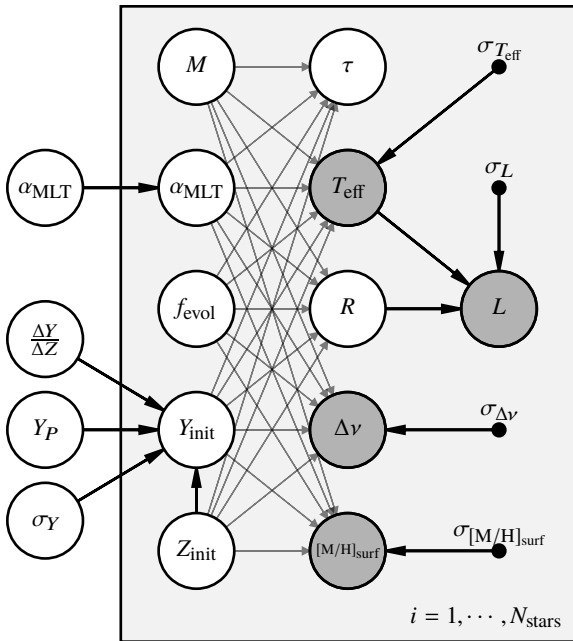 M τ σ_{T_eff}
α_MLT α_MLT T_eff σ_L
f_evol R L
ΔY
ΔZ
Y_P Y_init Δν σ_{Δν}
σ_Y
Z_init [M/H]_surf σ_{[M/H]_surf}
i = 1, ⋯ , N_stars